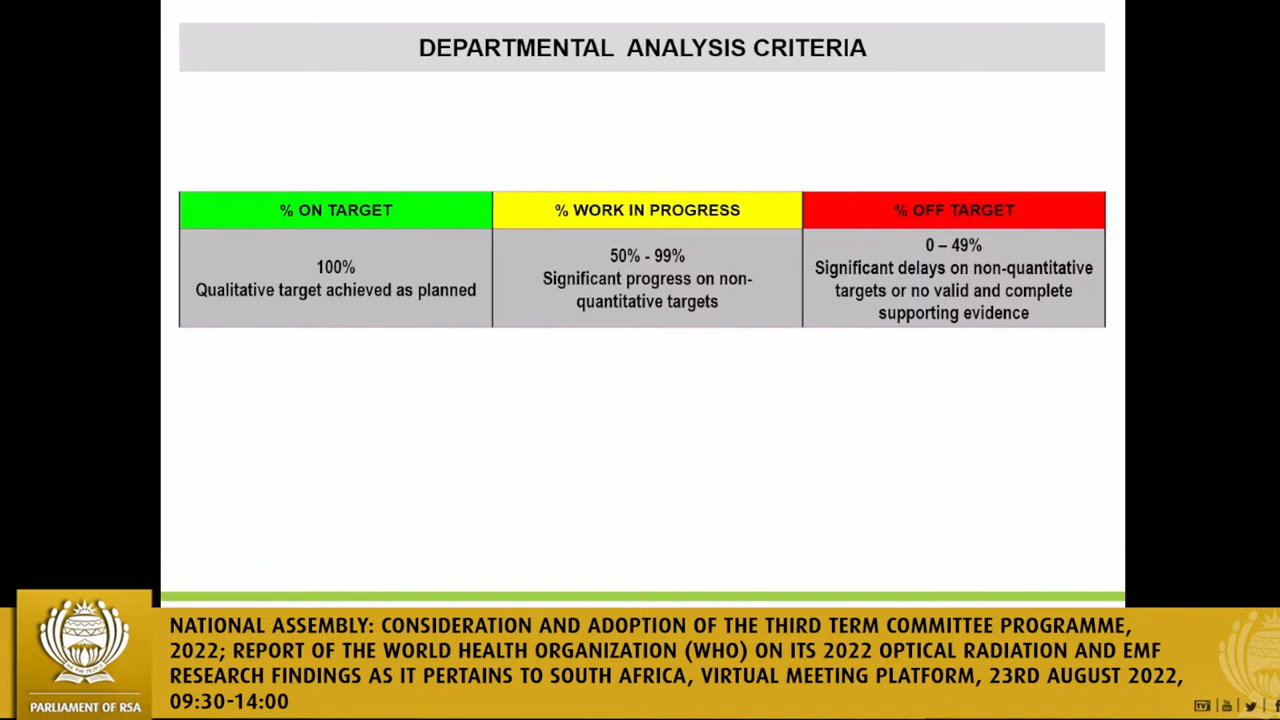 DEPARTMENTAL ANALYSIS CRITERIA
% ON TARGET
% WORK IN PROGRESS
% OFF TARGET
100%
Qualitative target achieved as planned
50% - 99%
Significant progress on non-
quantitative targets
0 – 49%
Significant delays on non-quantitative
targets or no valid and complete
supporting evidence
NATIONAL ASSEMBLY: CONSIDERATION AND ADOPTION OF THE THIRD TERM COMMITTEE PROGRAMME,
2022; REPORT OF THE WORLD HEALTH ORGANIZATION (WHO) ON ITS 2022 OPTICAL RADIATION AND EMF
RESEARCH FINDINGS AS IT PERTAINS TO SOUTH AFRICA, VIRTUAL MEETING PLATFORM, 23RD AUGUST 2022,
09:30-14:00
PARLIAMENT OF RSA